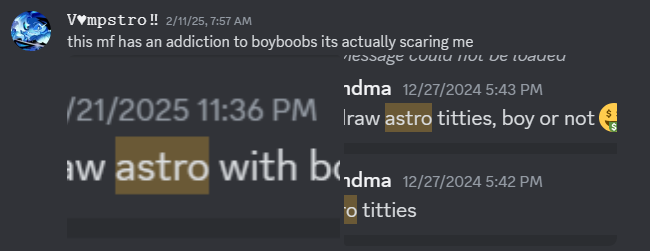 V♥mpstro‼ 2/11/25, 7:57 AM
this mf has an addiction to boyboobs its actually scaring me
message could not be loaded
/21/2025 11:36 PM
aw astro with bo
ndma 12/27/2024 5:43 PM
draw astro titties, boy or not 🤑
ndma 12/27/2024 5:42 PM
ro titties